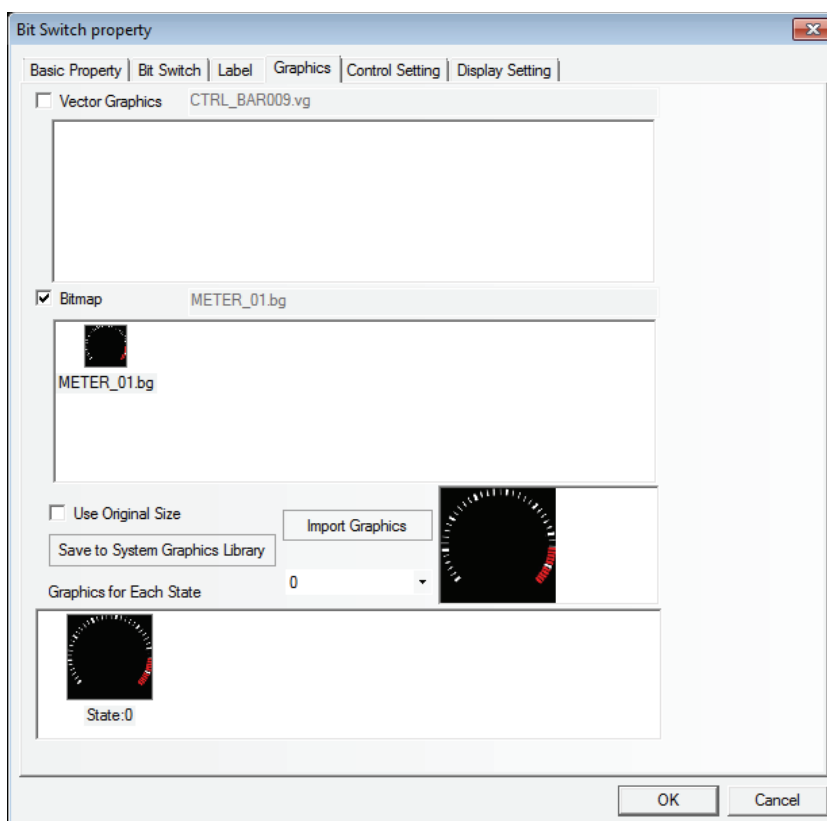 Bit Switch property
Basic Property Bit Switch Label Graphics Control Setting Display Setting
Vector Graphics CTRL_BAR009.vg
Bitmap METER_01.bg
METER_01.bg
Use Original Size
Import Graphics
Save to System Graphics Library
Graphics for Each State 0
State:0
OK Cancel